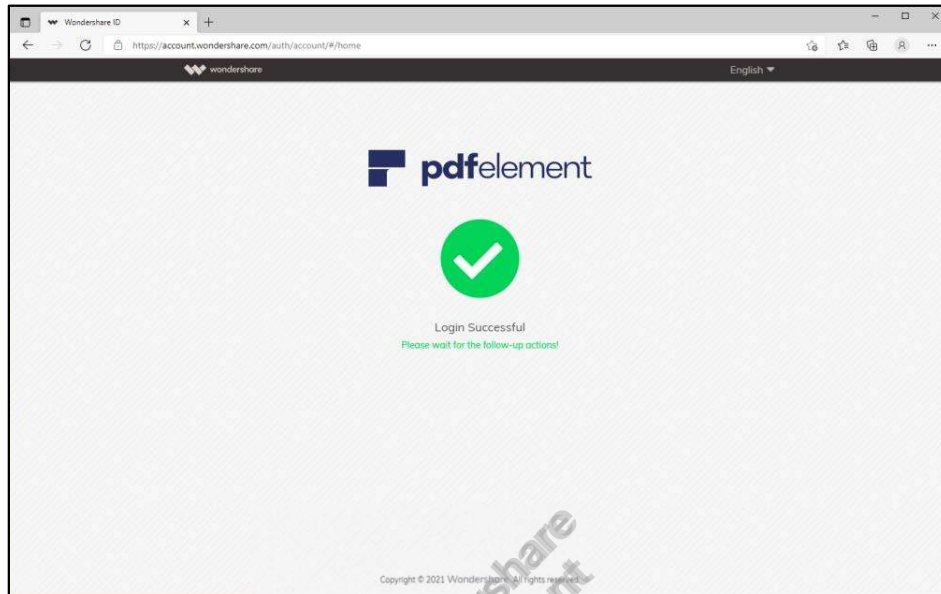 Wondershare ID
https://account.wondershare.com/auth/account/#/home
wondershare English
pdfelement
Login Successful
Please wait for the follow-up actions!
Copyright © 2021 Wondershare. All rights reserved.